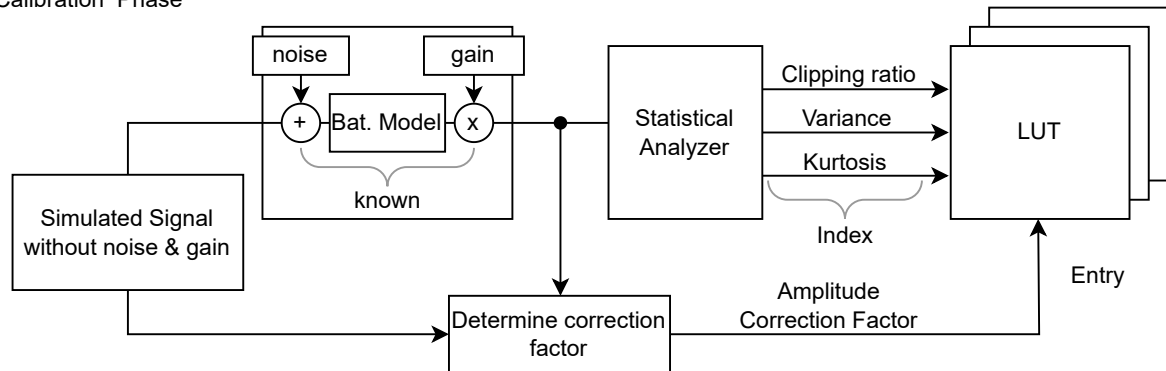 Calibration Phase
noise
gain
+
Bat. Model
x
known
Simulated Signal
without noise & gain
Statistical
Analyzer
Clipping ratio
Variance
Kurtosis
Index
LUT
Entry
Amplitude
Correction Factor
Determine correction
factor